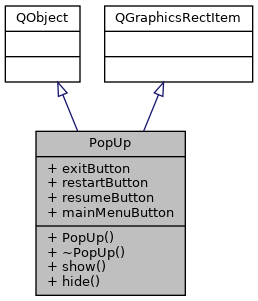 QObject
QGraphicsRectItem
PopUp
+ exitButton
+ restartButton
+ resumeButton
+ mainMenuButton
+ PopUp()
+ ~PopUp()
+ show()
+ hide()